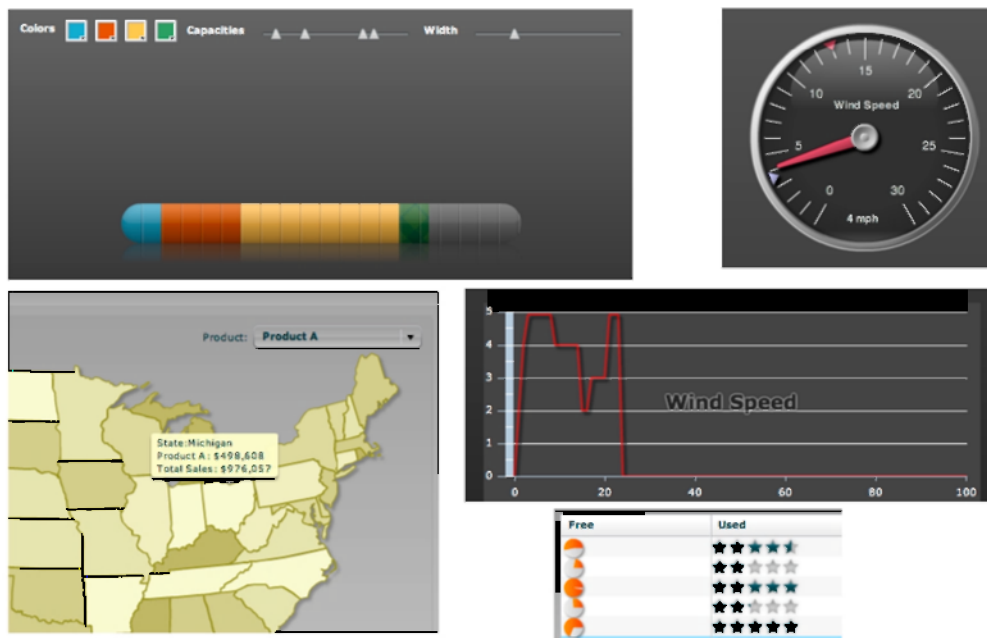 Colors Capacities Width
15
10 20
Wind Speed
5 25
0 30
4 mph
Product: Product A
State:Michigan
Product A : $498,608
Total Sales : $976,057
5
4
3
Wind Speed
2
1
0
0 20 40 60 80 100
Free Used